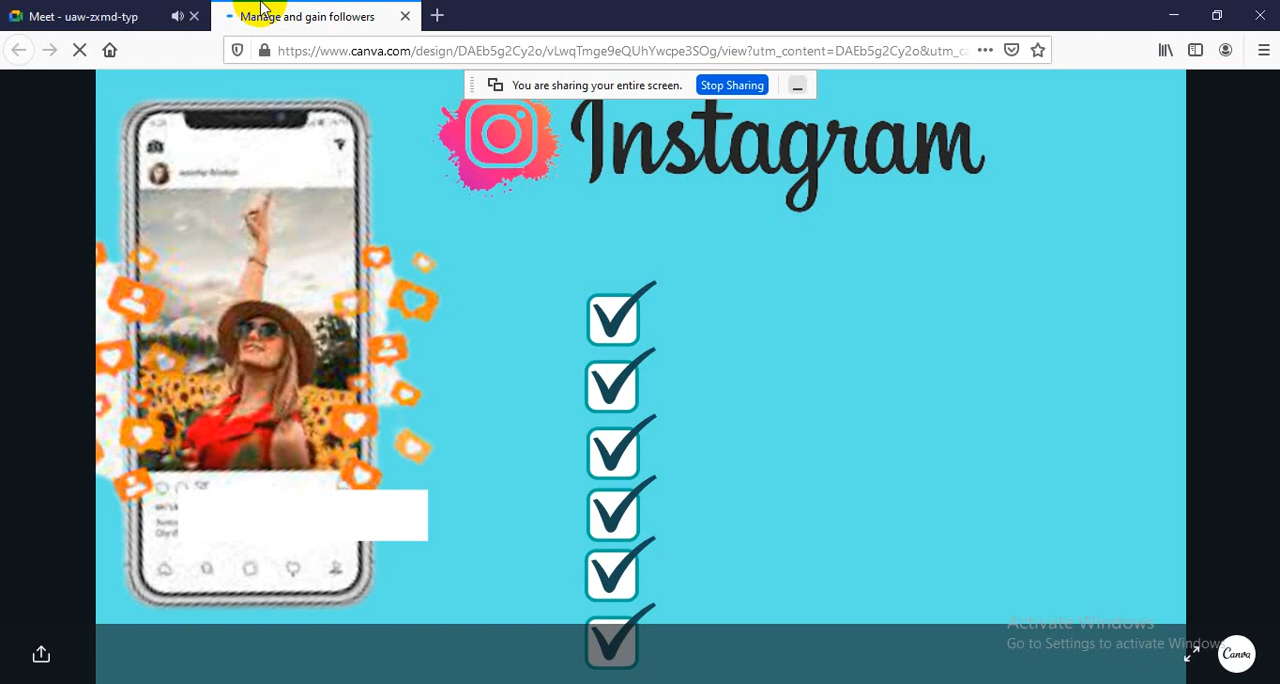 Meet - uaw-zxmd-typ
Manage and gain followers
https://www.canva.com/design/DAEb5g2Cy2o/vLwqTmge9eQUhYwcpe3SOg/view?utm_content=DAEb5g2Cy2o&utm_c
You are sharing your entire screen. Stop Sharing
Instagram
Activate Windows
Go to Settings to activate Windows.
Canva